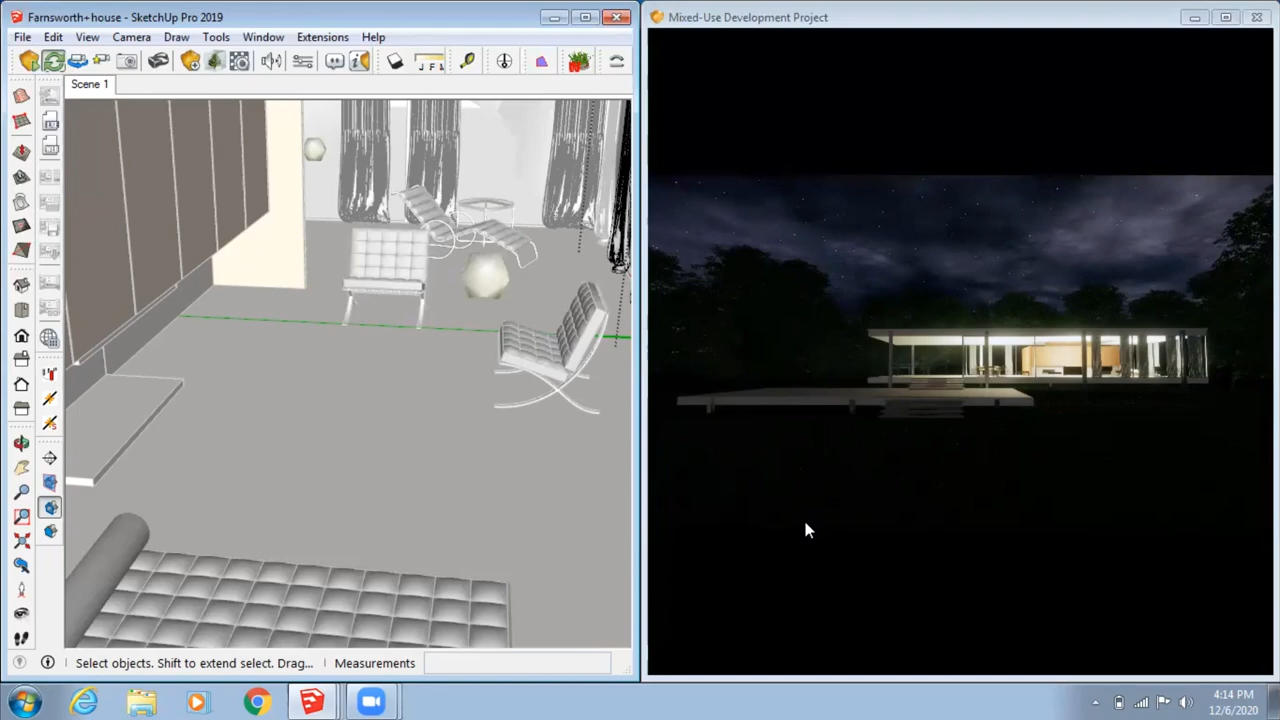 Farnsworth+house - SketchUp Pro 2019
File Edit View Camera Draw Tools Window Extensions Help
J F
Scene 1
Select objects. Shift to extend select. Drag... Measurements
Mixed-Use Development Project
4:14 PM
12/6/2020